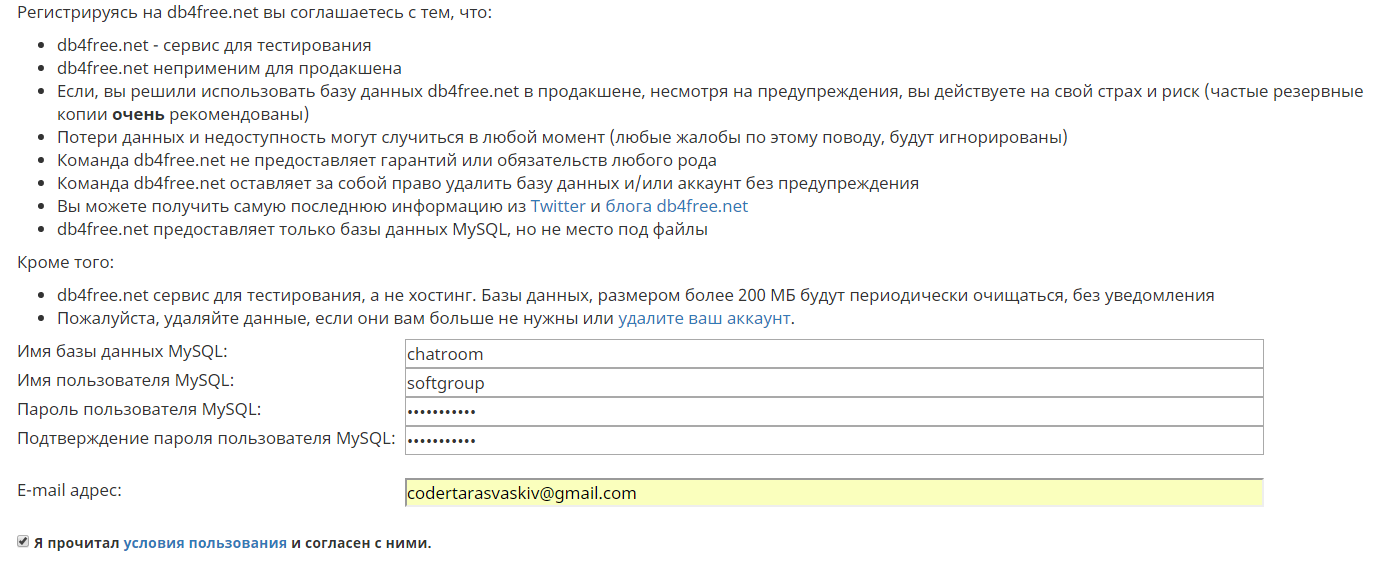 Регистрируясь на db4free.net вы соглашаетесь с тем, что:
• db4free.net - сервис для тестирования
• db4free.net неприменим для продакшена
• Если, вы решили использовать базу данных db4free.net в продакшене, несмотря на предупреждения, вы действуете на свой страх и риск (частые резервные
копии очень рекомендованы)
• Потери данных и недоступность могут случиться в любой момент (любые жалобы по этому поводу, будут игнорированы)
• Команда db4free.net не предоставляет гарантий или обязательств любого рода
• Команда db4free.net оставляет за собой право удалить базу данных и/или аккаунт без предупреждения
• Вы можете получить самую последнюю информацию из Twitter и блога db4free.net
• db4free.net предоставляет только базы данных MySQL, но не место под файлы
Кроме того:
• db4free.net сервис для тестирования, а не хостинг. Базы данных, размером более 200 МБ будут периодически очищаться, без уведомления
• Пожалуйста, удаляйте данные, если они вам больше не нужны или удалите ваш аккаунт.
Имя базы данных MySQL: chatroom
Имя пользователя MySQL: softgroup
Пароль пользователя MySQL: •••••••••••
Подтверждение пароля пользователя MySQL: •••••••••••
E-mail адрес: codertarasvaskiv@gmail.com
Я прочитал условия пользования и согласен с ними.